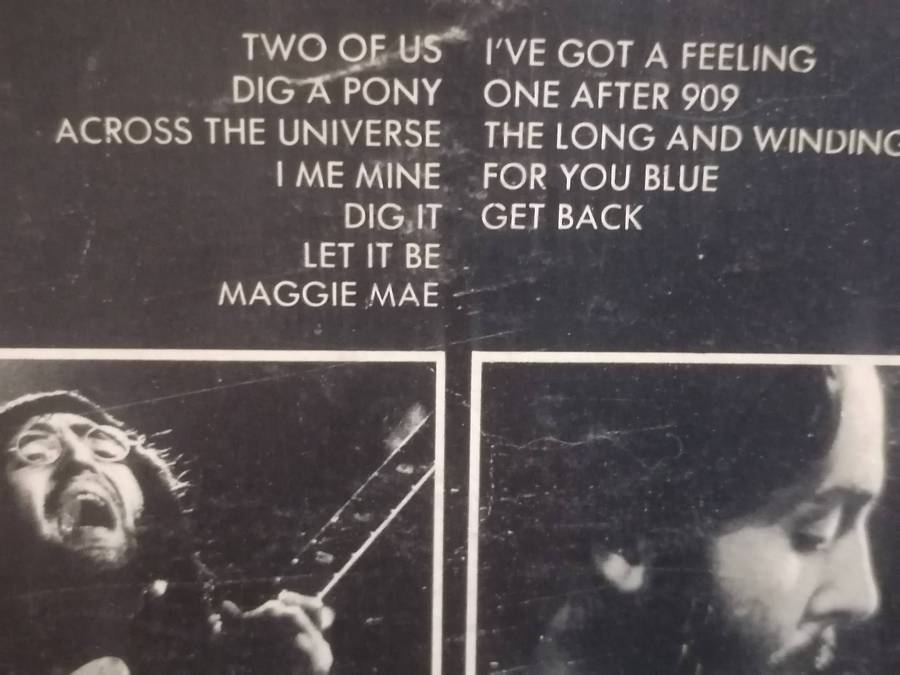 TWO OF US
DIG A PONY
ACROSS THE UNIVERSE
I ME MINE
DIG IT
LET IT BE
MAGGIE MAE
I'VE GOT A FEELING
ONE AFTER 909
THE LONG AND WINDING
FOR YOU BLUE
GET BACK